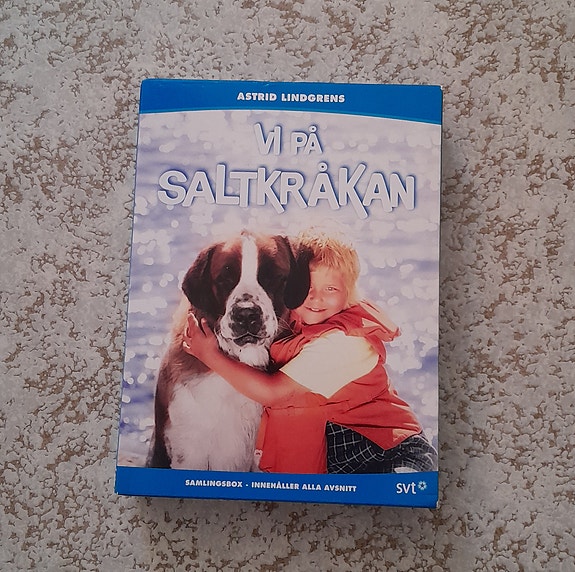 ASTRID LINDGRENS
VI PÅ
SALTKRÅKAN
SAMLINGSBOX - INNEHÅLLER ALLA AVSNITT
svt